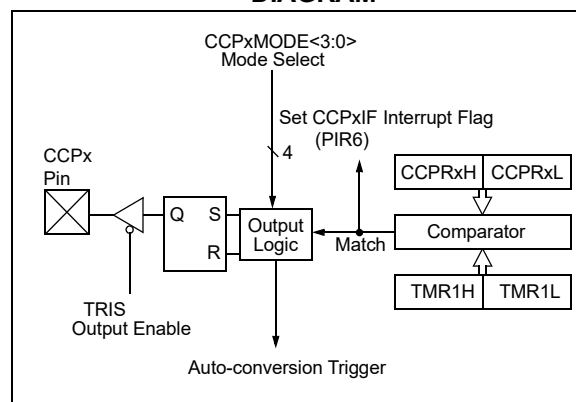 DIAGRAM
CCPxMODE<3:0>
Mode Select
Set CCPxIF Interrupt Flag
(PIR6)
4
CCPx
Pin
CCPRxH
CCPRxL
Q
S
R
Output
Logic
Match
Comparator
TMR1H
TMR1L
TRIS
Output Enable
Auto-conversion Trigger